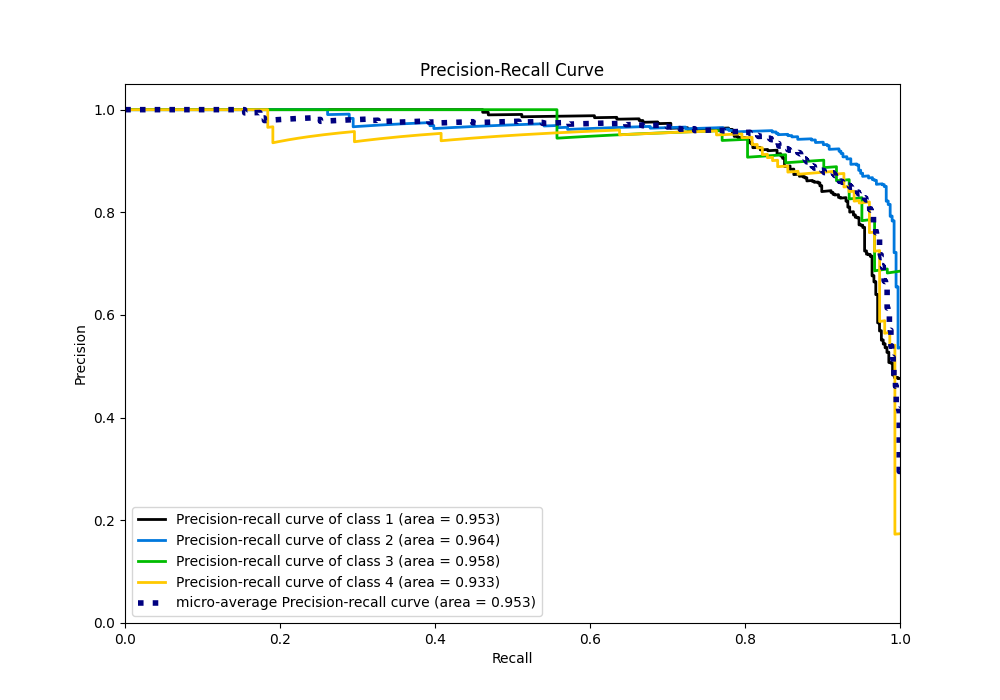 Precision-Recall Curve
1.0
0.8
0.6
0.4
0.2
0.0
Precision
Precision-recall curve of class 1 (area = 0.953)
Precision-recall curve of class 2 (area = 0.964)
Precision-recall curve of class 3 (area = 0.958)
Precision-recall curve of class 4 (area = 0.933)
micro-average Precision-recall curve (area = 0.953)
0.0 0.2 0.4 0.6 0.8 1.0
Recall